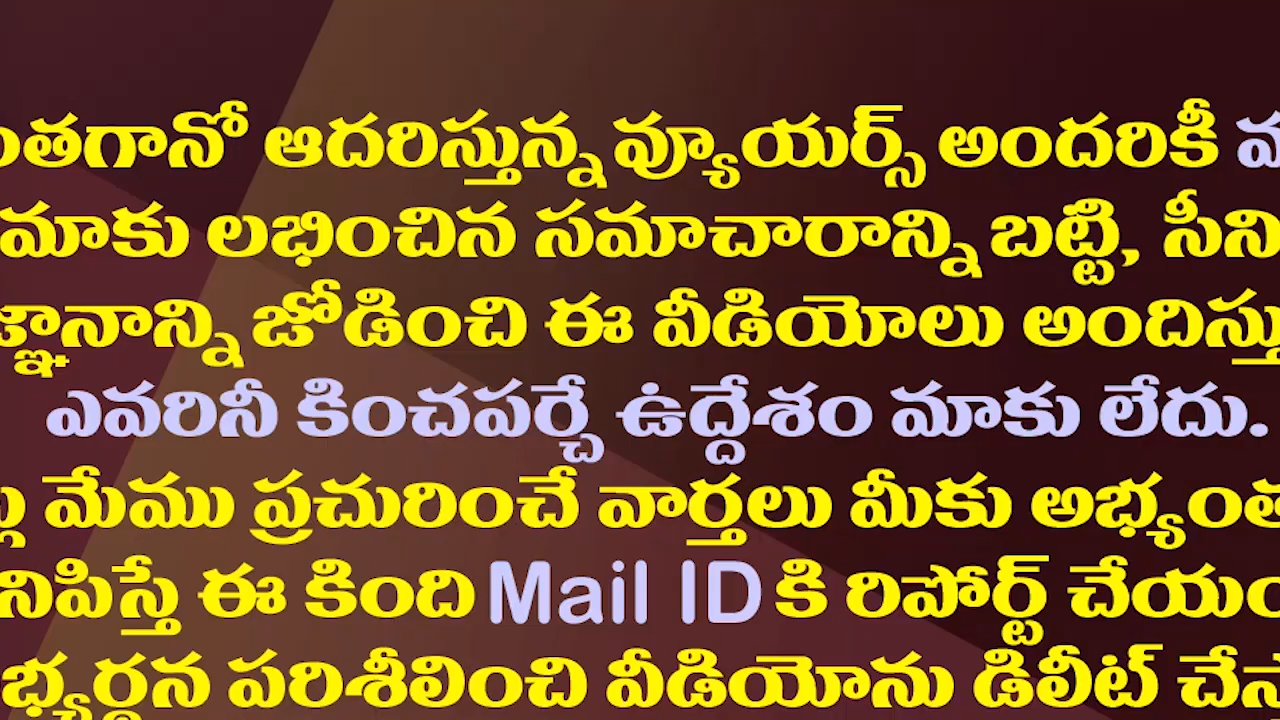 ంతగానో ఆదరిస్తున్న వ్యూయర్స్ అందరికీ
మాకు లభించిన సమాచారాన్ని బట్టి, సీని
జ్ఞానాన్ని జోడించి ఈ వీడియోలు అందిస్తు
ఎవరినీ కించపర్చే ఉద్దేశం మాకు లేదు.
మేము ప్రచురించే వార్తలు మీకు అభ్యంత
నిపిస్తే ఈ కింది Mail ID కి రిపోర్ట్ చేయం
భ్యర్థన పరిశీలించి వీడియోను డిలీట్ చేస